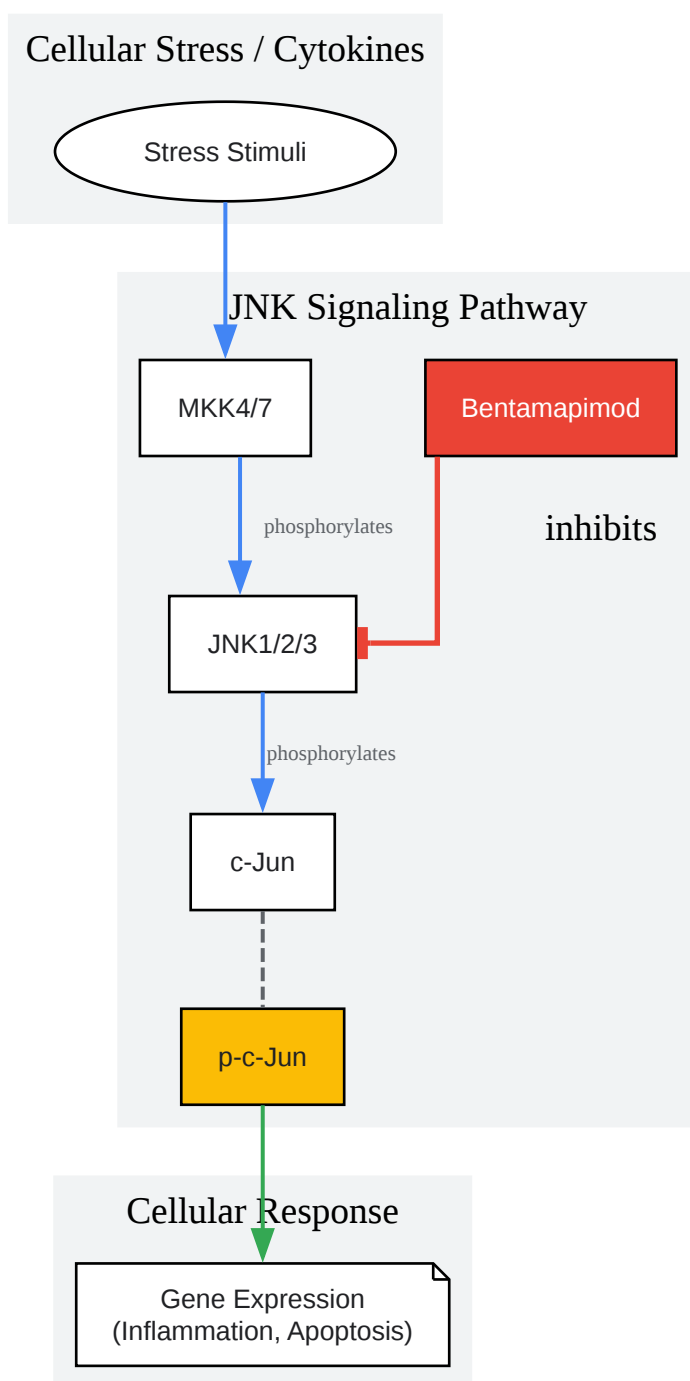 Cellular Stress / Cytokines
Stress Stimuli
JNK Signaling Pathway
MKK4/7
Bentamapimod
phosphorylates
inhibits
JNK1/2/3
phosphorylates
c-Jun
p-c-Jun
Cellular Response
Gene Expression
(Inflammation, Apoptosis)